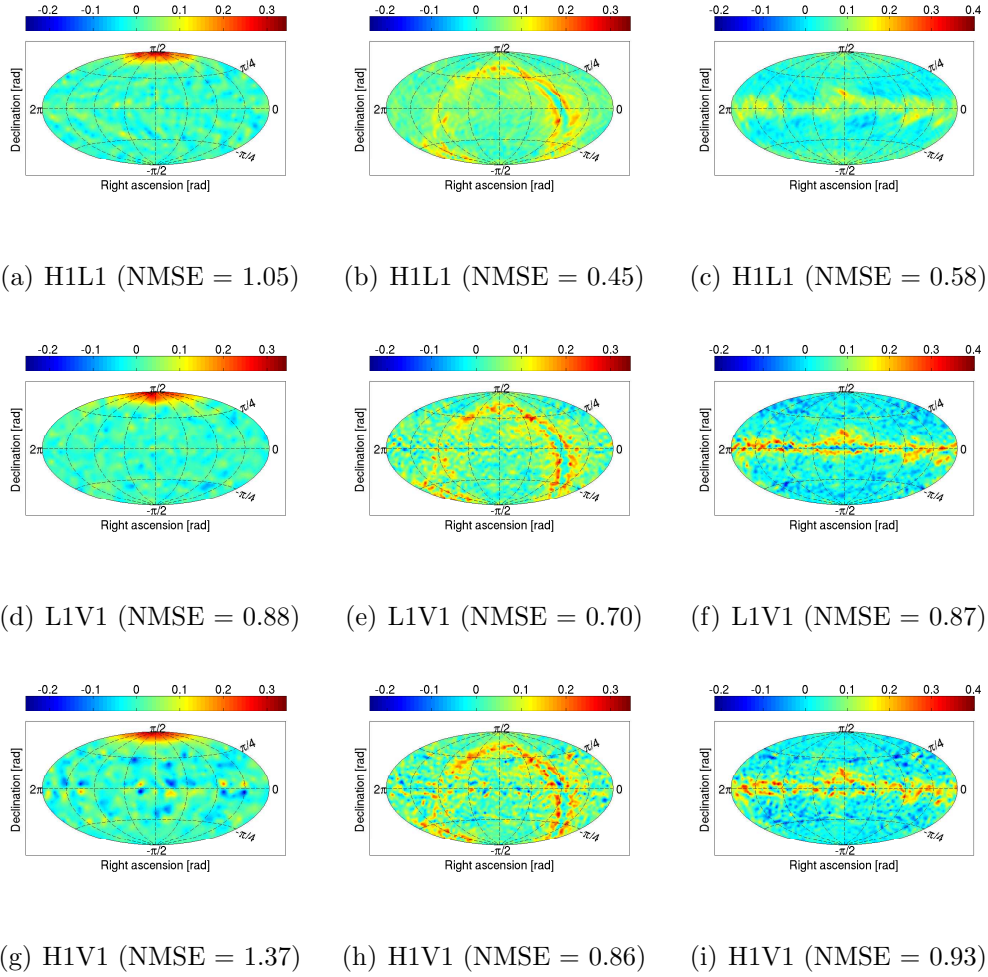 -0.2 -0.1 0 0.1 0.2 0.3
-0.2 -0.1 0 0.1 0.2 0.3
-0.2 -0.1 0 0.1 0.2 0.3 0.4
Declination [rad] π/2 π/4 2π 0 -π/4 -π/2
Declination [rad] π/2 π/4 2π 0 -π/4 -π/2
Declination [rad] π/2 π/4 2π 0 -π/4 -π/2
Right ascension [rad]
Right ascension [rad]
Right ascension [rad]
(a) H1L1 (NMSE = 1.05)
(b) H1L1 (NMSE = 0.45)
(c) H1L1 (NMSE = 0.58)
-0.2 -0.1 0 0.1 0.2 0.3
-0.2 -0.1 0 0.1 0.2 0.3
-0.2 -0.1 0 0.1 0.2 0.3 0.4
Declination [rad] π/2 π/4 2π 0 -π/4 -π/2
Declination [rad] π/2 π/4 2π 0 -π/4 -π/2
Declination [rad] π/2 π/4 2π 0 -π/4 -π/2
Right ascension [rad]
Right ascension [rad]
Right ascension [rad]
(d) L1V1 (NMSE = 0.88)
(e) L1V1 (NMSE = 0.70)
(f) L1V1 (NMSE = 0.87)
-0.2 -0.1 0 0.1 0.2 0.3
-0.2 -0.1 0 0.1 0.2 0.3
-0.2 -0.1 0 0.1 0.2 0.3 0.4
Declination [rad] π/2 π/4 2π 0 -π/4 -π/2
Declination [rad] π/2 π/4 2π 0 -π/4 -π/2
Declination [rad] π/2 π/4 2π 0 -π/4 -π/2
Right ascension [rad]
Right ascension [rad]
Right ascension [rad]
(g) H1V1 (NMSE = 1.37)
(h) H1V1 (NMSE = 0.86)
(i) H1V1 (NMSE = 0.93)